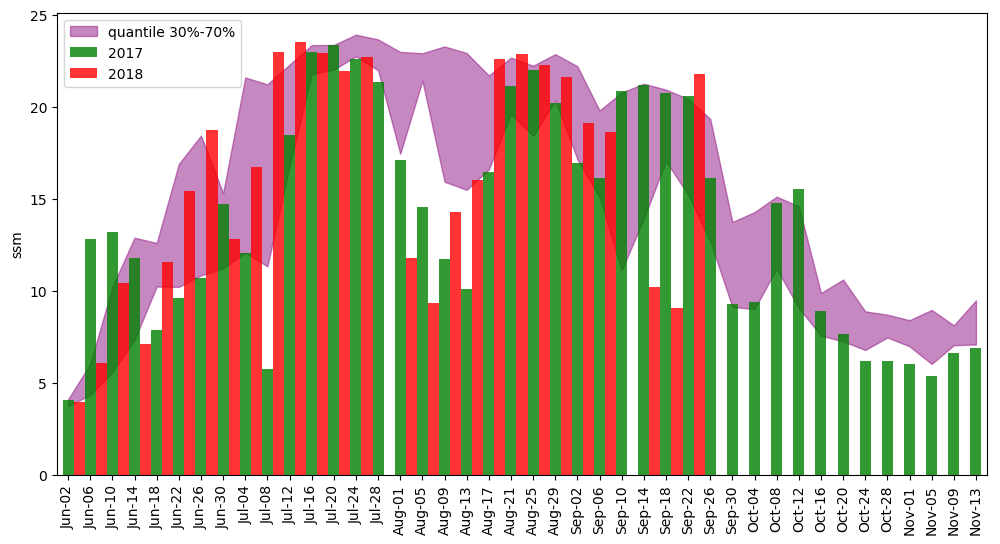 quantile 30%-70%
2017
2018
ssm
25
20
15
10
5
0
Jun-02
Jun-06
Jun-10
Jun-14
Jun-18
Jun-22
Jun-26
Jun-30
Jul-04
Jul-08
Jul-12
Jul-16
Jul-20
Jul-24
Jul-28
Aug-01
Aug-05
Aug-09
Aug-13
Aug-17
Aug-21
Aug-25
Aug-29
Sep-02
Sep-06
Sep-10
Sep-14
Sep-18
Sep-22
Sep-26
Sep-30
Oct-04
Oct-08
Oct-12
Oct-16
Oct-20
Oct-24
Oct-28
Nov-01
Nov-05
Nov-09
Nov-13